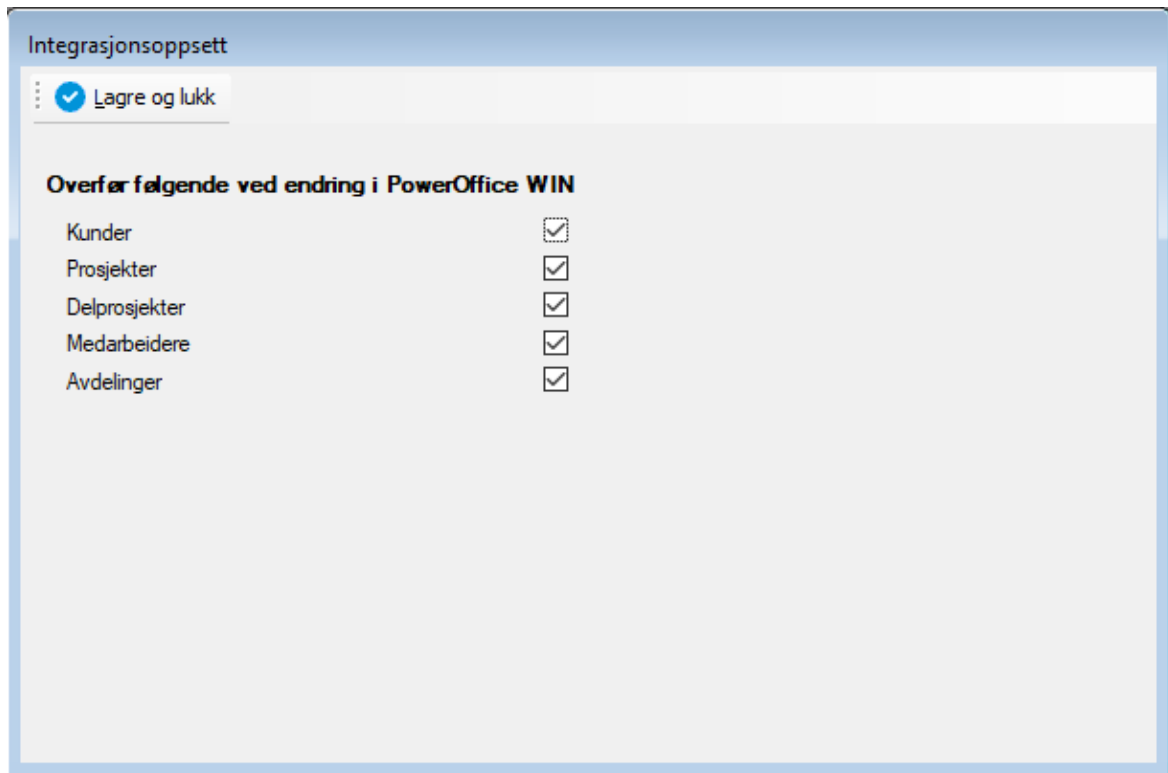 Integrasjonsoppsett
Lagre og lukk
Overfør følgende ved endring i PowerOffice WIN
Kunder
Prosjekter
Delprosjekter
Medarbeidere
Avdelinger